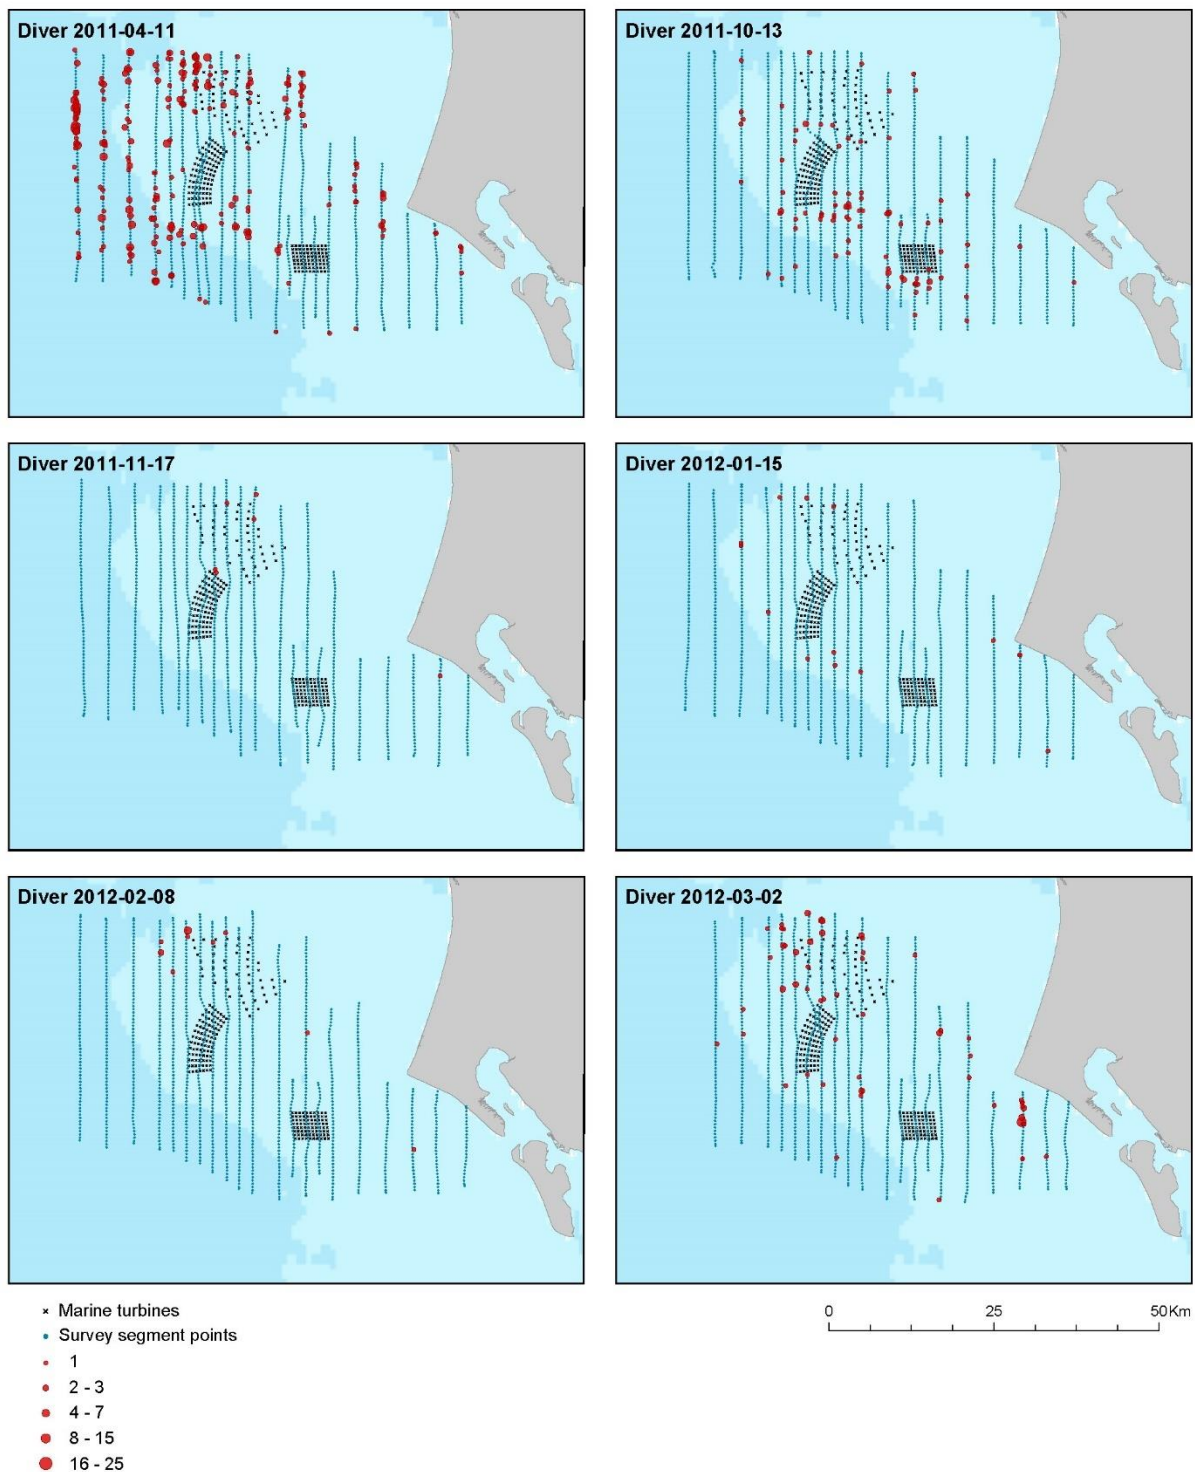 Diver 2011-04-11
Diver 2011-10-13
Diver 2011-11-17
Diver 2012-01-15
Diver 2012-02-08
Diver 2012-03-02
Marine turbines
Survey segment points
1
2 - 3
4 - 7
8 - 15
16 - 25
0 25 50Km